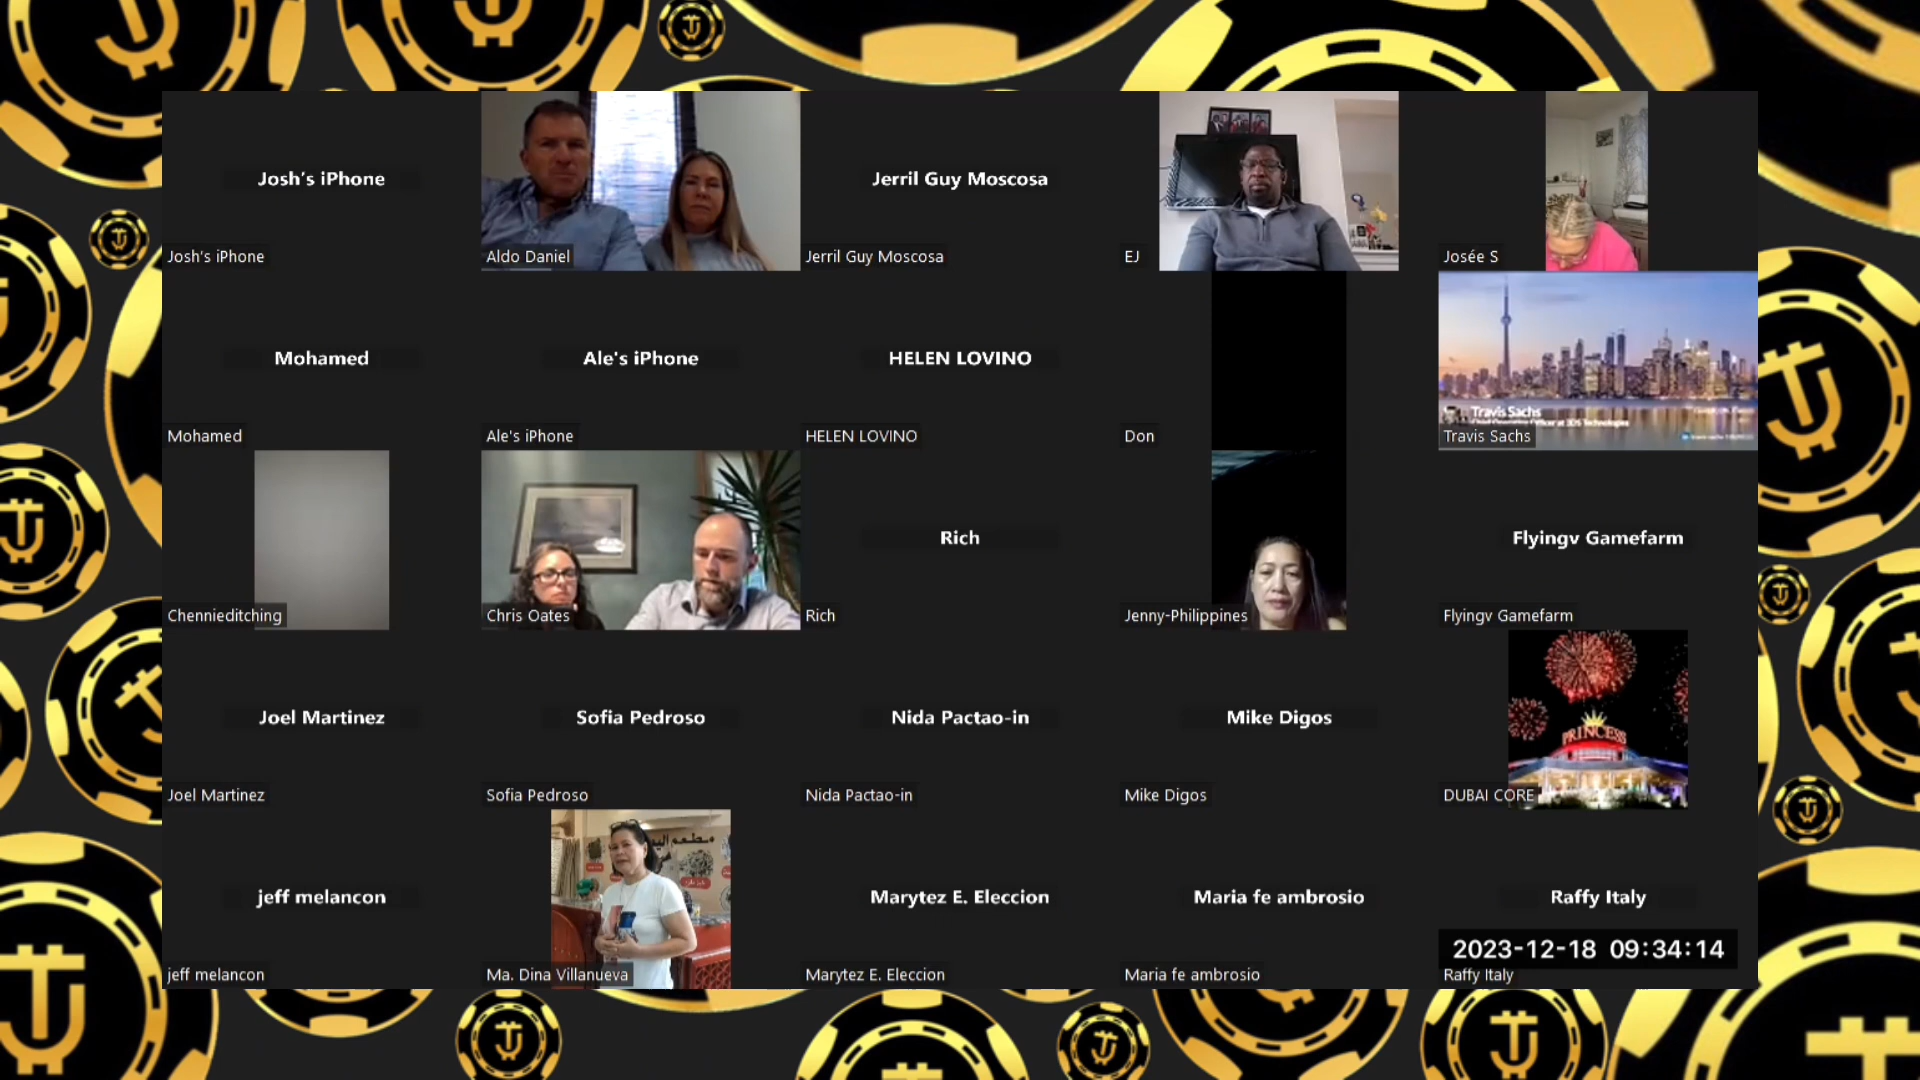 Josh's iPhone
Josh's iPhone
Aldo Daniel
Jerril Guy Moscosa
Jerril Guy Moscosa
EJ
Josée S
Mohamed
Mohamed
Ale's iPhone
Ale's iPhone
HELEN LOVINO
HELEN LOVINO
Don
Travis Sachs
Travis Sachs
Chennieditching
Chris Oates
Rich
Rich
Jenny-Philippines
Flyingv Gamefarm
Flyingv Gamefarm
Joel Martinez
Joel Martinez
Sofia Pedroso
Sofia Pedroso
Nida Pactao-in
Nida Pactao-in
Mike Digos
Mike Digos
PRINCESS
DUBAI CORE
jeff melancon
jeff melancon
Ma. Dina Villanueva
Marytez E. Eleccion
Marytez E. Eleccion
Maria fe ambrosio
Maria fe ambrosio
Raffy Italy
2023-12-18 09:34:14
Raffy Italy